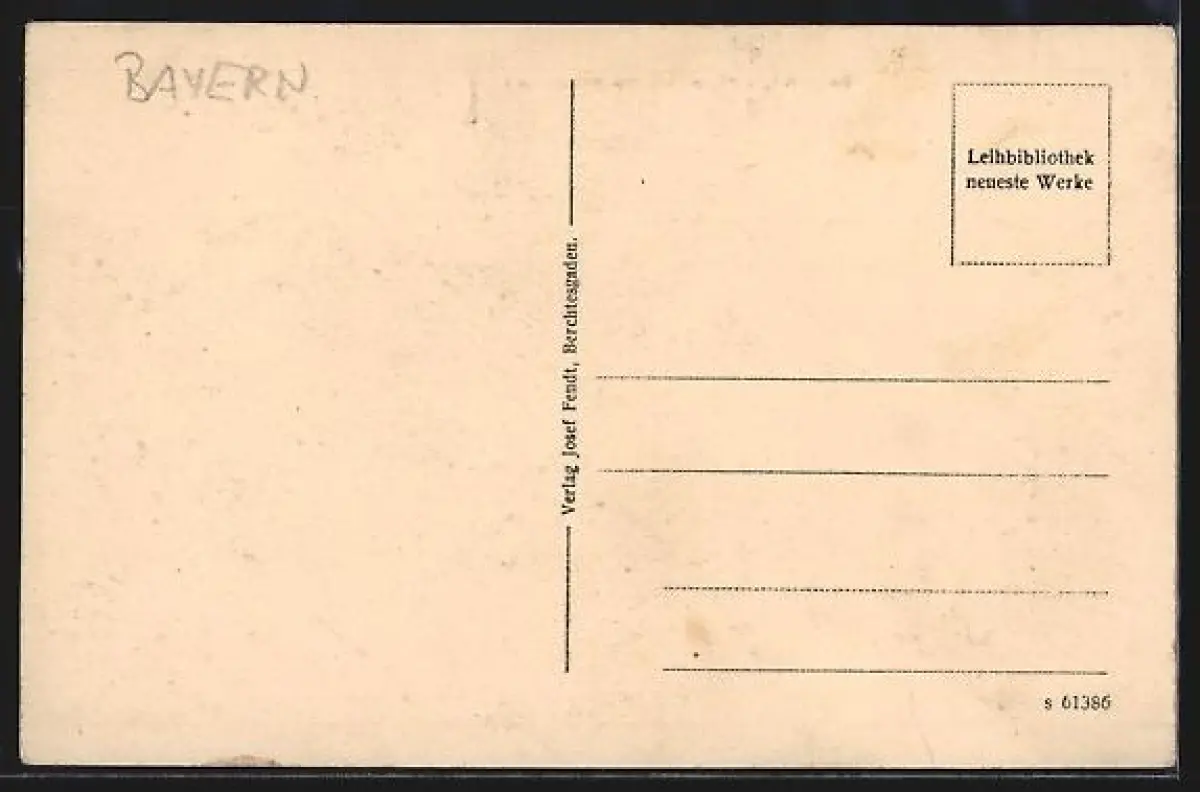 BAYERN
Leihbibliothek
neueste Werke
Verlag Josef Fendt, Berchtesgaden.
s 61386